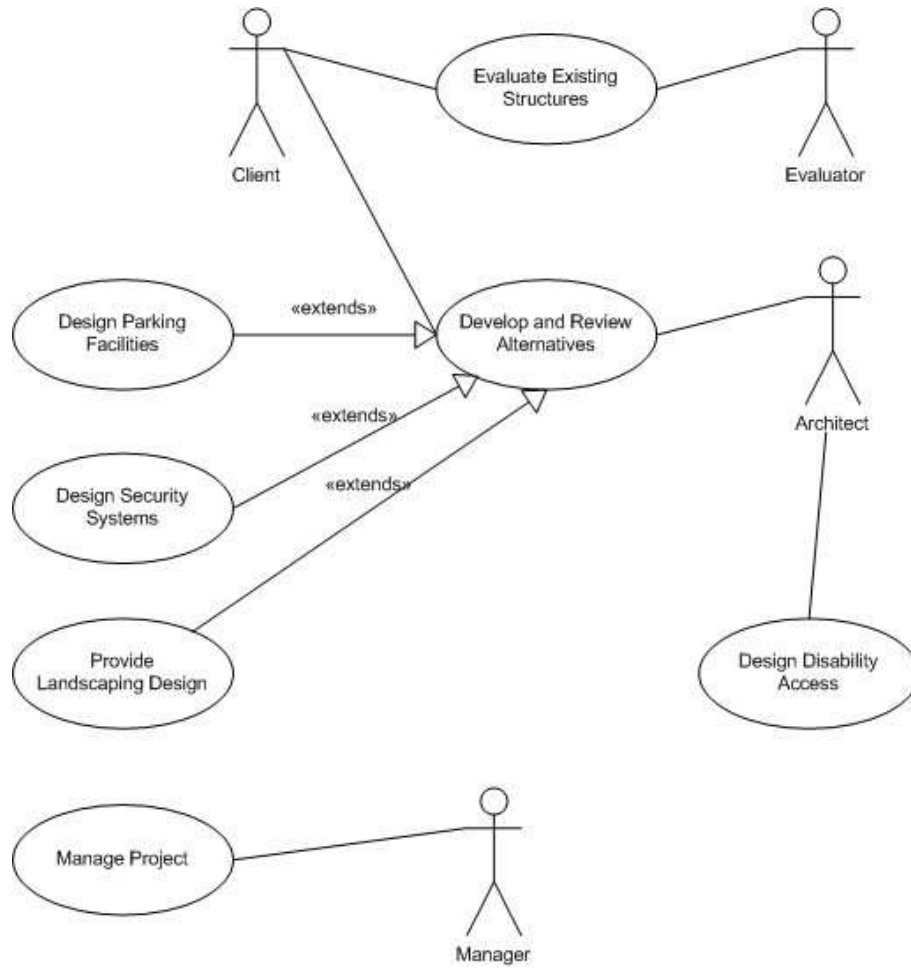 Evaluate Existing
Structures
Client
Evaluator
Design Parking
Facilities
«extends»
Develop and Review
Alternatives
«extends»
Architect
Design Security
Systems
«extends»
Provide
Landscaping Design
Design Disability
Access
Manage Project
Manager